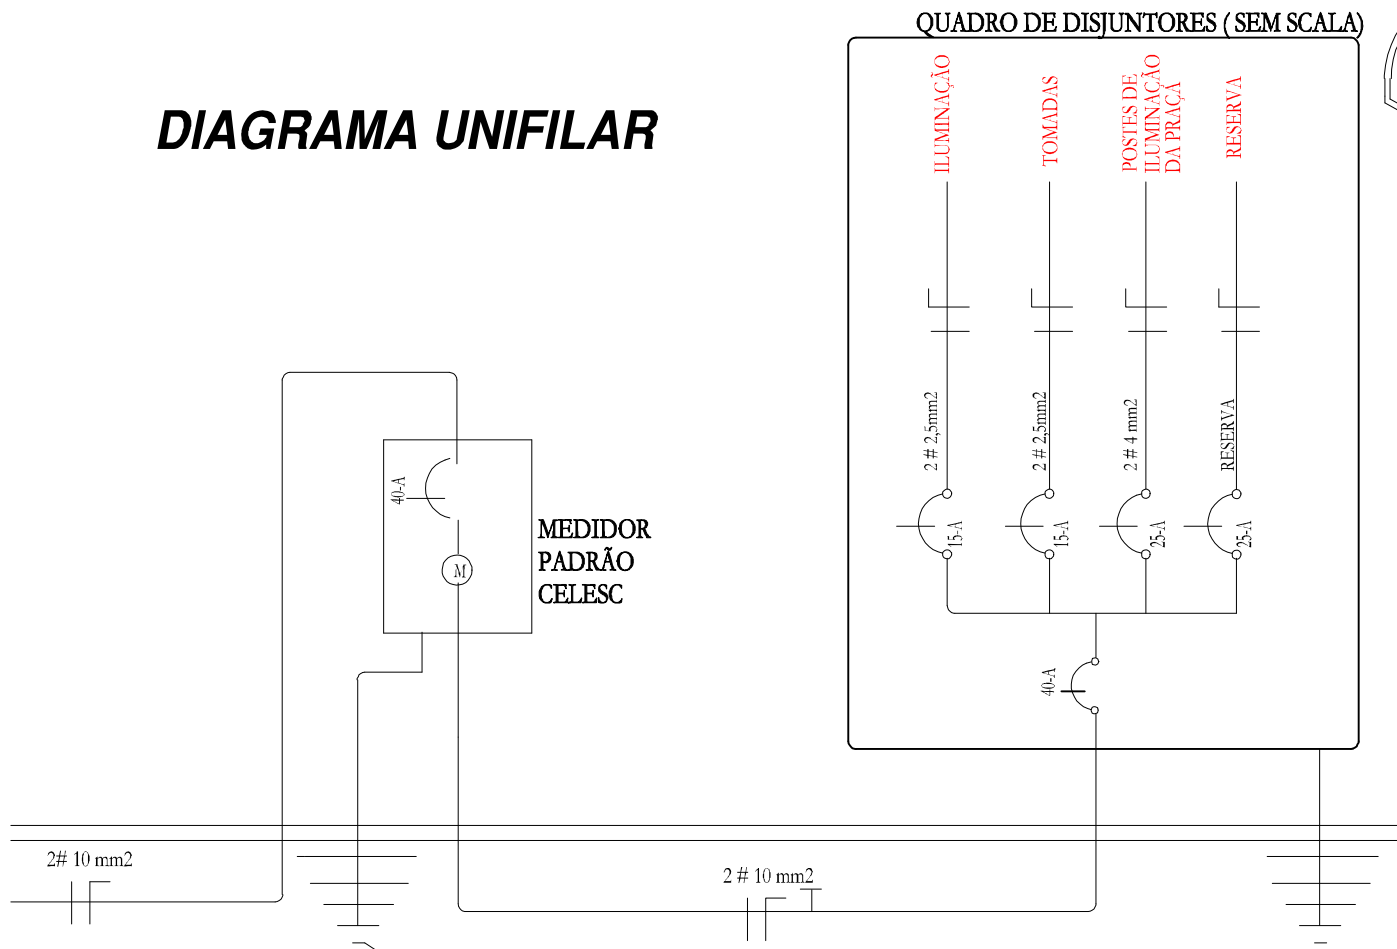 QUADRO DE DISJUNTORES ( SEM SCALA)
DIAGRAMA UNIFILAR
ILUMINAÇÃO
TOMADAS
POSTES DE
ILUMINAÇÃO
DA PRAÇA
RESERVA
2 # 2,5mm2
2 # 2,5mm2
2 # 4 mm2
RESERVA
15-A
15-A
25-A
25-A
40-A
40-A
M
MEDIDOR
PADRÃO
CELESC
2# 10 mm2
2 # 10 mm2